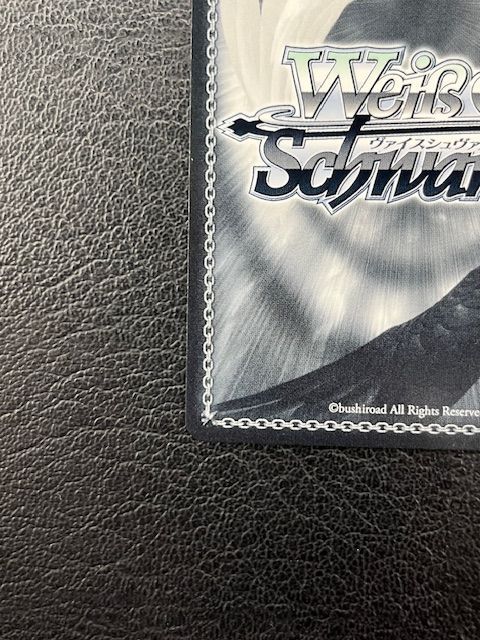 Weiß
ヴァイスシュヴァ
Schwar
©bushiroad All Rights Reserve